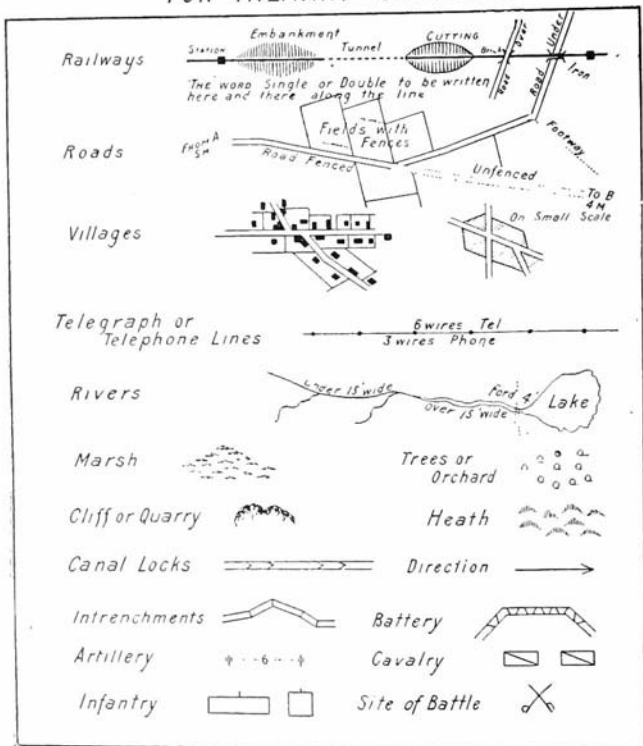 Embankment
CUTTING
STATION
Tunnel
Railways
Road Over
Road Under
Iron
THE WORD Single or Double to be written
here and there along the line
Fields with
Fences
FROM A
5M
Roads
Road Fenced
Footway
Unfenced
To B
4 M
Villages
On Small Scale
Telegraph or
Telephone Lines
6 wires Tel
3 wires Phone
Rivers
Under 15' wide
Over 15' wide
Ford 4'
Lake
Marsh
Trees or
Orchard
Cliff or Quarry
Heath
Canal Locks
Direction
Intrenchments
Battery
Artillery
6
Cavalry
Infantry
Site of Battle